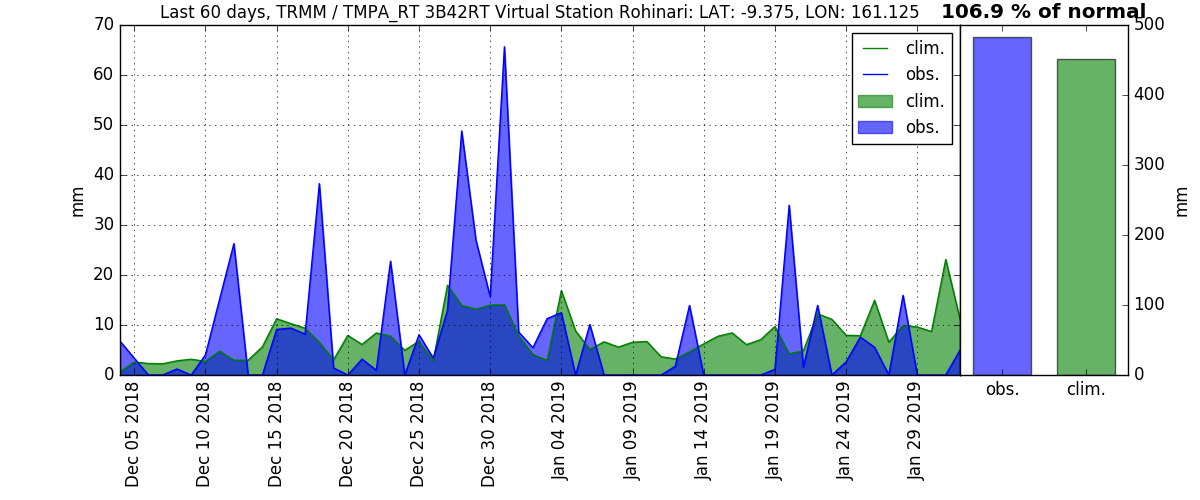 Last 60 days, TRMM / TMPA_RT 3B42RT Virtual Station Rohinari: LAT: -9.375, LON: 161.125
106.9 % of normal
70
60
50
40
30
20
10
0
mm
clim.
obs.
clim.
obs.
500
400
300
200
100
0
mm
obs.
clim.
Dec 05 2018
Dec 10 2018
Dec 15 2018
Dec 20 2018
Dec 25 2018
Dec 30 2018
Jan 04 2019
Jan 09 2019
Jan 14 2019
Jan 19 2019
Jan 24 2019
Jan 29 2019